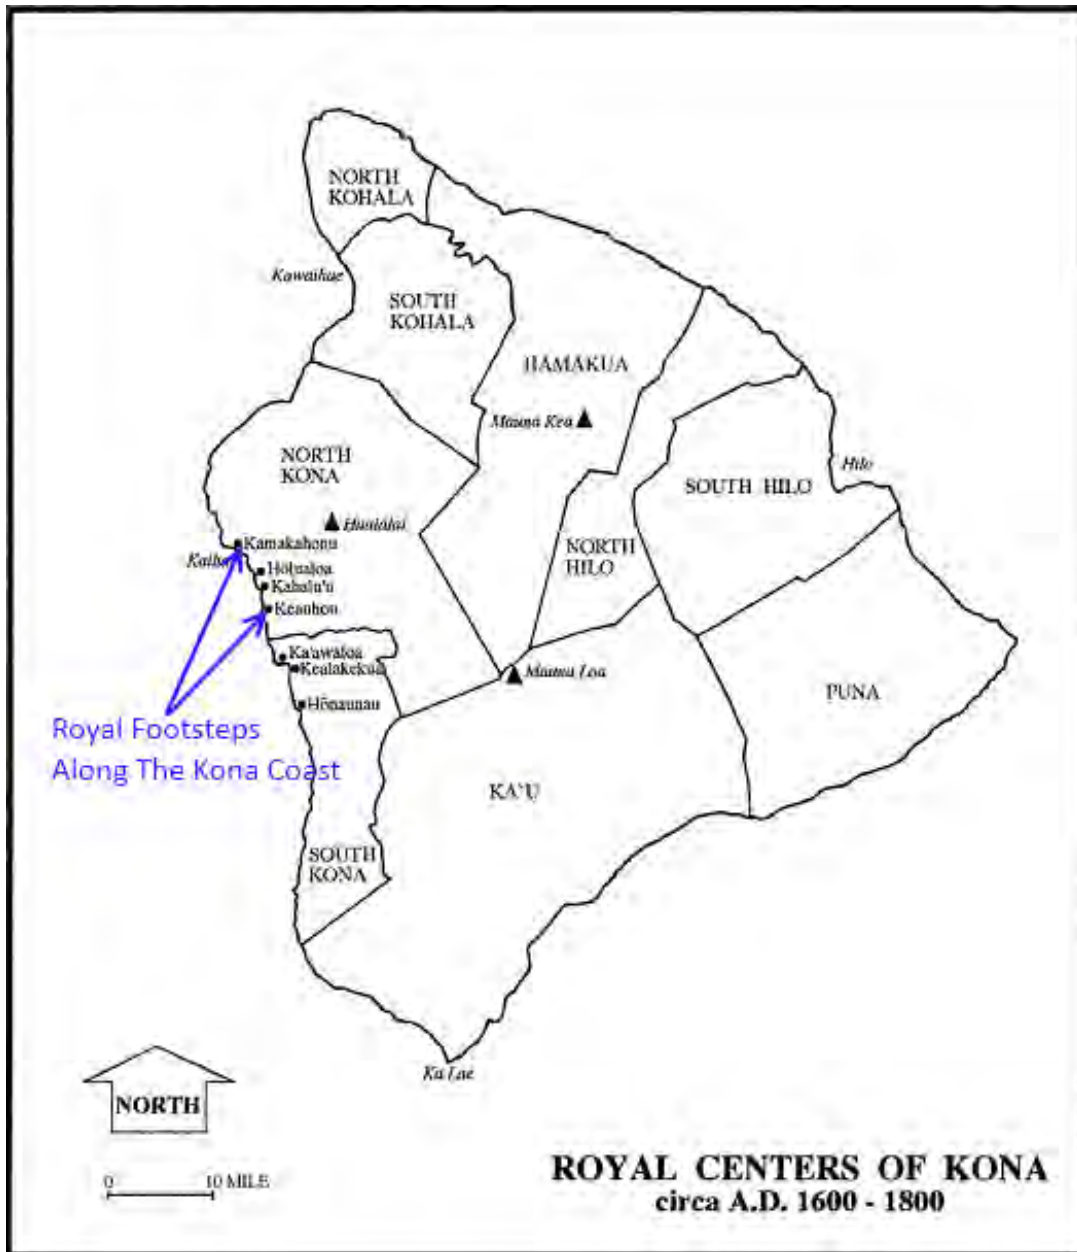 NORTH
KOHALA
Kawaihae
SOUTH
KOHALA
HAMAKUA
Mauna Kea
NORTH
KONA
Hilo
SOUTH HILO
Hualalai
Kamakahonu
Kailua
Hōlualoa
Kahalu'u
Keauhou
NORTH
HILO
Ka'awaloa
Kealakekua
Mauna Loa
PUNA
Hōnaunau
Royal Footsteps
Along The Kona Coast
KA'U
SOUTH
KONA
Ka Lae
NORTH
0 10 MILE
ROYAL CENTERS OF KONA
circa A.D. 1600 - 1800